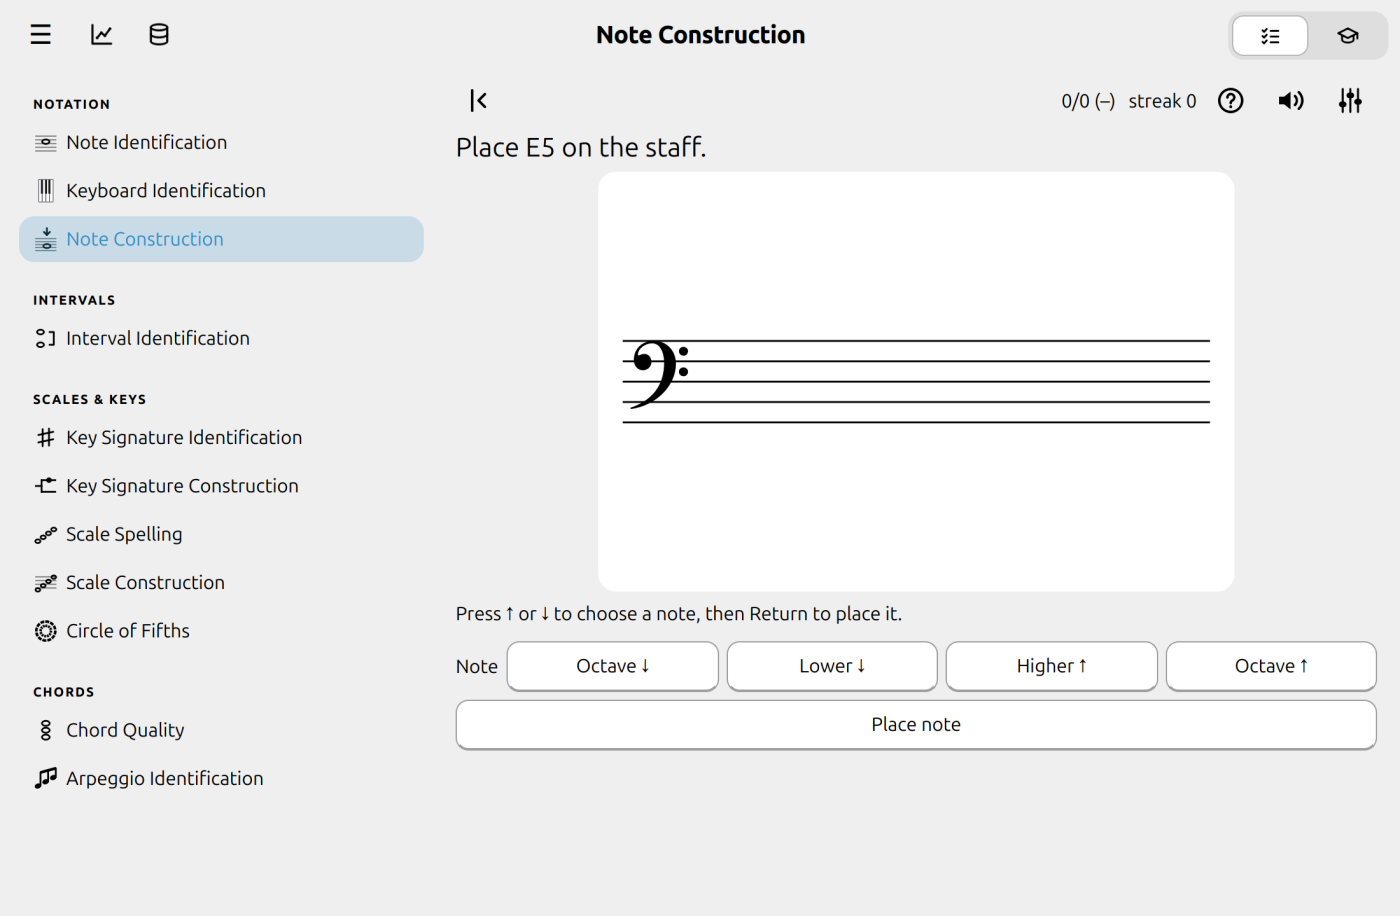 Note Construction
NOTATION
Note Identification
Keyboard Identification
Note Construction
INTERVALS
Interval Identification
SCALES & KEYS
Key Signature Identification
Key Signature Construction
Scale Spelling
Scale Construction
Circle of Fifths
CHORDS
Chord Quality
Arpeggio Identification
0/0 (–) streak 0
Place E5 on the staff.
Press ↑ or ↓ to choose a note, then Return to place it.
Note Octave ↓ Lower ↓ Higher ↑ Octave ↑
Place note